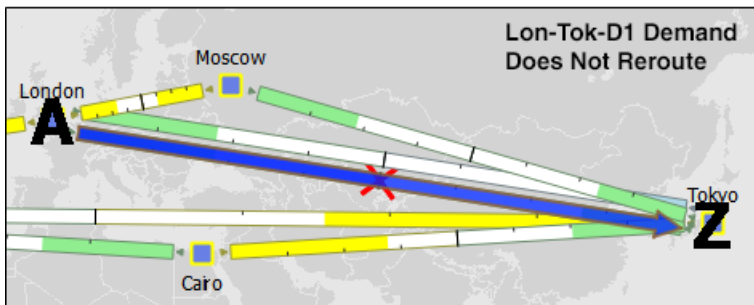 Lon-Tok-D1 Demand
Does Not Reroute
Moscow
London
A
Tokyo
Z
Cairo